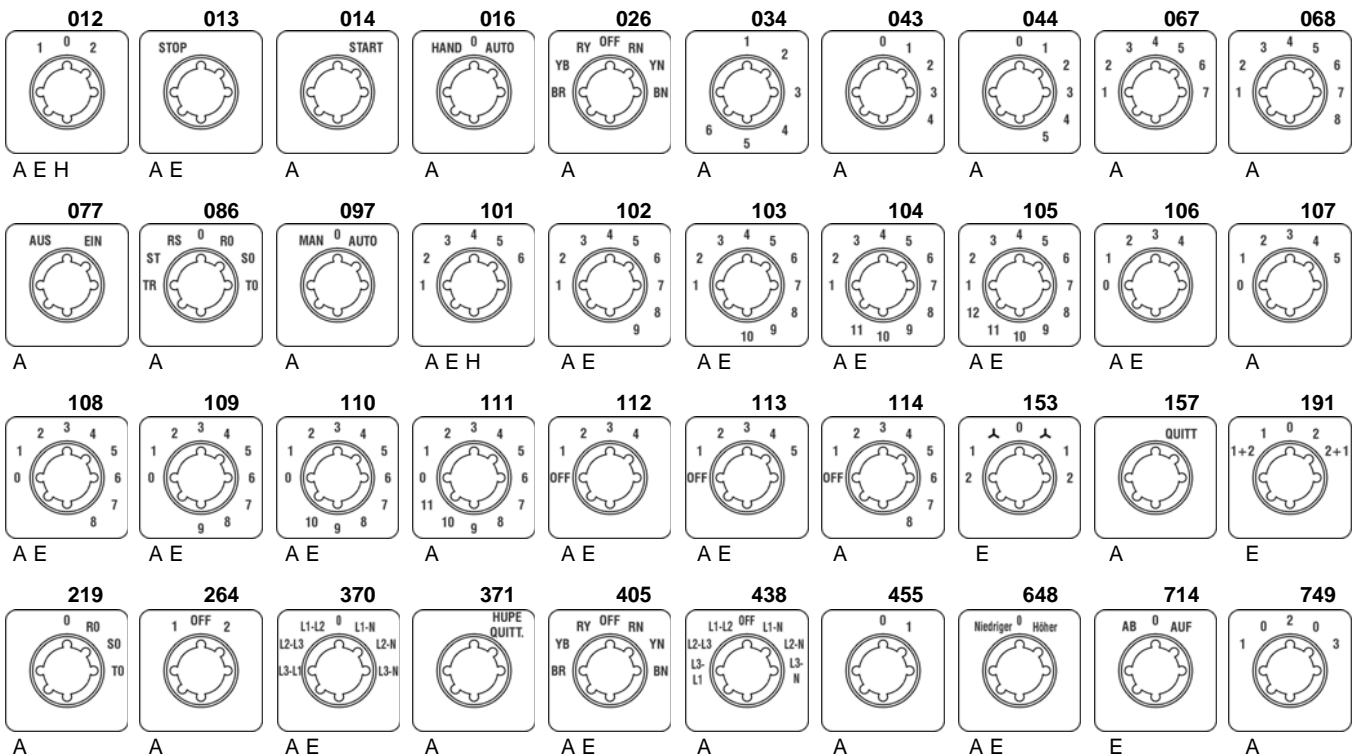 012 013 014 016 026 034 043 044 067 068
1 0 2
STOP
START
HAND 0 AUTO
BR YB RY OFF RN YN BN
1 2 3 4 5 6
0 1 2 3 4
0 1 2 3 4 5
1 2 3 4 5 6 7
1 2 3 4 5 6 7 8
A E H A E A A A A A A A A
077 086 097 101 102 103 104 105 106 107
AUS EIN
TR ST RS 0 R0 S0 T0
MAN 0 AUTO
1 2 3 4 5 6
1 2 3 4 5 6 7 8 9
1 2 3 4 5 6 7 8 9 10
1 2 3 4 5 6 7 8 9 10 11
1 2 3 4 5 6 7 8 9 10 11 12
0 1 2 3 4
0 1 2 3 4 5
A A A A E H A E A E A E A E A E A
108 109 110 111 112 113 114 153 157 191
0 1 2 3 4 5 6 7 8
0 1 2 3 4 5 6 7 8 9
0 1 2 3 4 5 6 7 8 9 10
0 1 2 3 4 5 6 7 8 9 10 11
OFF 1 2 3 4
OFF 1 2 3 4 5
OFF 1 2 3 4 5 6 7 8
2 1 0 1 2
QUITT
1+2 1 0 2 2+1
A E A E A E A A E A E A E A E
219 264 370 371 405 438 455 648 714 749
0 R0 S0 T0
1 OFF 2
L3-L1 L2-L3 L1-L2 0 L1-N L2-N L3-N
HUPE
QUITT.
BR YB RY OFF RN YN BN
L3-L1 L2-L3 L1-L2 OFF L1-N L2-N L3-N
0 1
Niedriger 0 Höher
AB 0 AUF
1 0 2 0 3
A A A E A A E A A A E E A